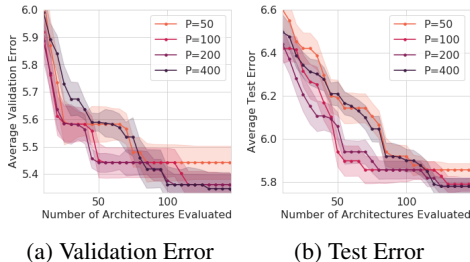 6.0
5.9
5.8
5.7
5.6
5.5
5.4
Average Validation Error
P=50
P=100
P=200
P=400
50
100
Number of Architectures Evaluated
(a) Validation Error
6.6
6.4
6.2
6.0
5.8
Average Test Error
P=50
P=100
P=200
P=400
50
100
Number of Architectures Evaluated
(b) Test Error